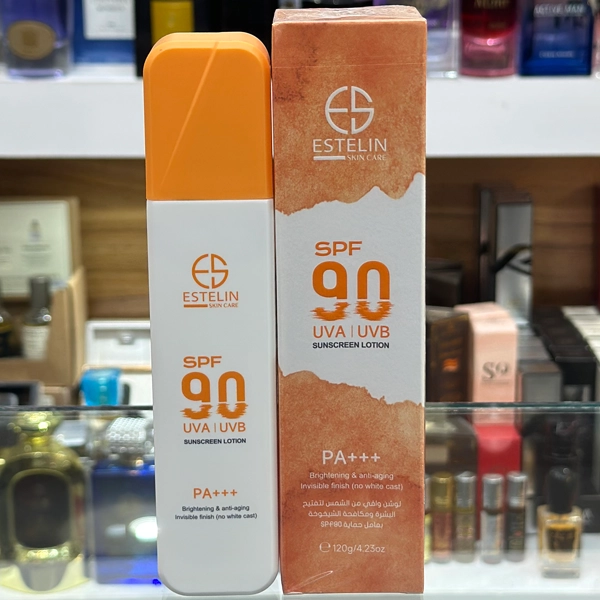 ESTELIN
SKIN CARE
SPF
90
UVA | UVB
SUNSCREEN LOTION
PA+++
Brightening & anti-aging
Invisible finish (no white cast)
ES
ESTELIN
SKIN CARE
SPF
90
UVA | UVB
SUNSCREEN LOTION
PA+++
Brightening & anti-aging
Invisible finish (no white cast)
لوشن واقي من الشمس لتفتيح
البشرة ومكافحة الشيخوخة
بعامل حماية SPF90
℮ 120g/4.23oz